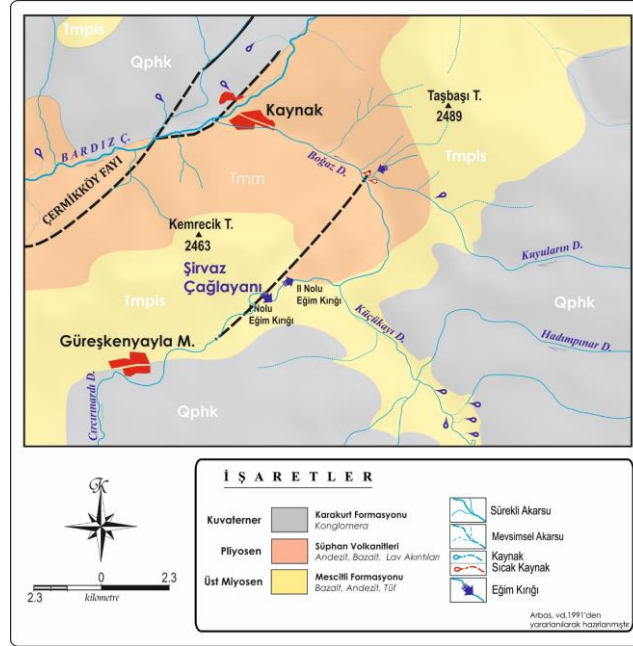 Tmpls
Qphk
Kaynak
Taşbaşı T.
2489
BARDIZ Ç.
Boğaz D.
Tmpls
ÇERMİKKÖY FAYI
Tmm
Kemrecik T.
2463
Kuyuların D.
Şirvaz
Çağlayanı
II Nolu
Eğim Kırığı
Qphk
Tmpls
Nolu
Eğim Kırığı
Küçükayı D.
Hadımpınar D.
Güreşkenyayla M.
Cırcırımardı D.
Qphk
K
2.3 0 2.3
kilometre
İŞARETLER
Kuvaterner
Karakurt Formasyonu
Konglomera
Pliyosen
Süphan Volkanitleri
Andezit, Bazalt, Lav Akıntıları
Üst Miyosen
Mescitli Formasyonu
Bazalt, Andezit, Tüf
Sürekli Akarsu
Mevsimsel Akarsu
Kaynak
Sıcak Kaynak
Eğim Kırığı
Arbas, vd,1991'den
yararlanılarak hazırlanmıştır